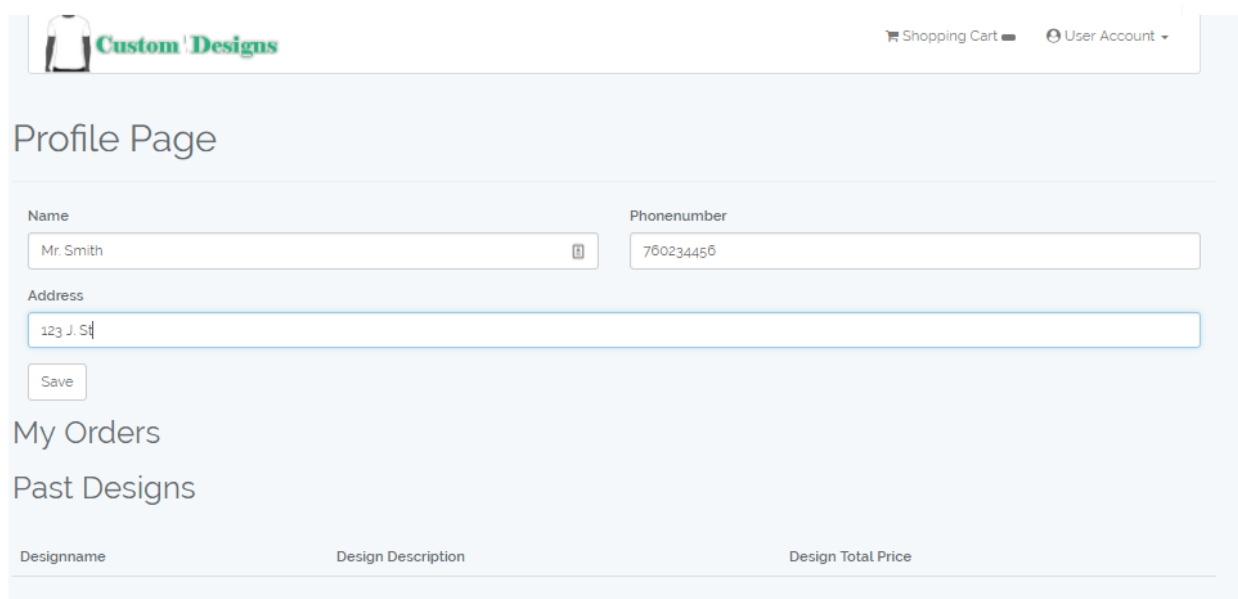 Custom Designs
Shopping Cart User Account
Profile Page
Name Phonenumber
Mr. Smith 760234456
Address
123 J. St
Save
My Orders
Past Designs
Designname Design Description Design Total Price